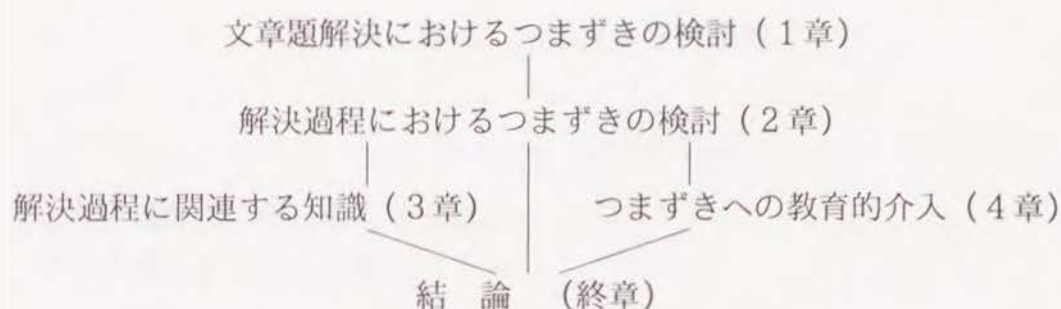 文章題解決におけるつまずきの検討（１章）
解決過程におけるつまずきの検討（２章）
解決過程に関連する知識（３章）　つまずきへの教育的介入（４章）
結　論　（終章）